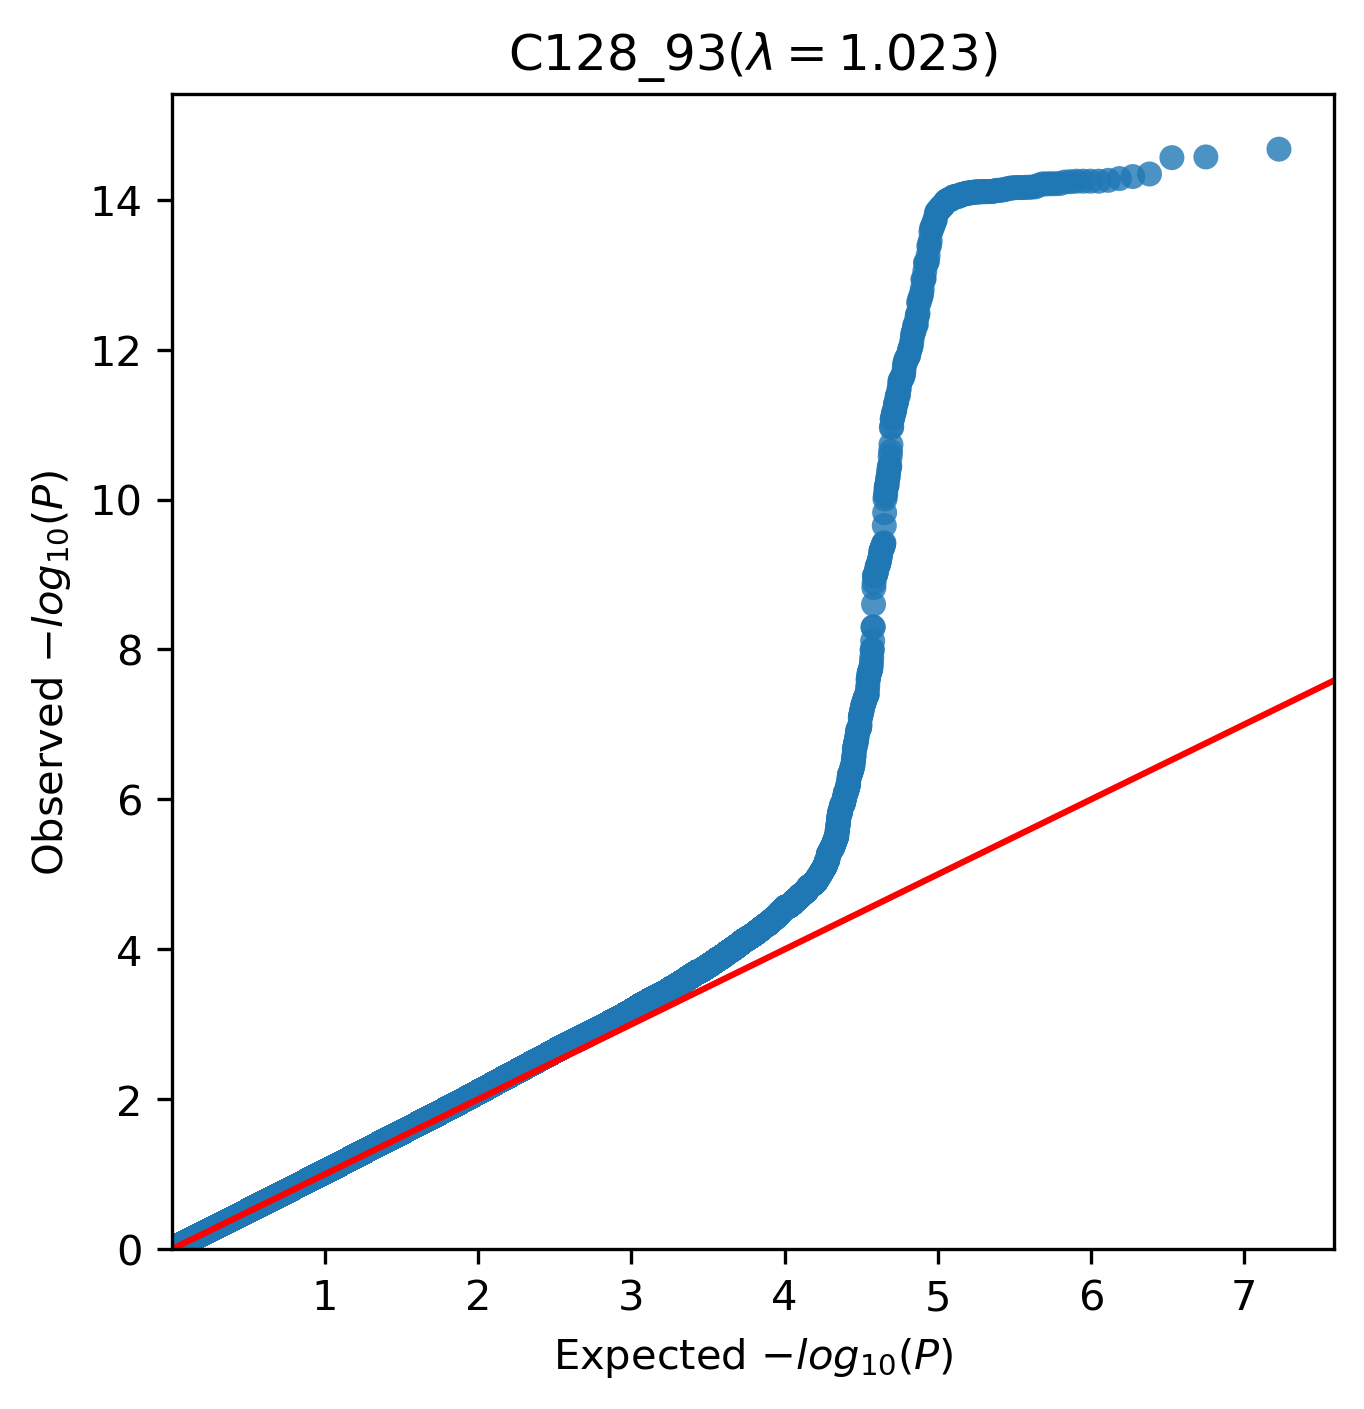 C128_93(λ = 1.023)
Observed −log₁₀(P)
14
12
10
8
6
4
2
0
1 2 3 4 5 6 7
Expected −log₁₀(P)